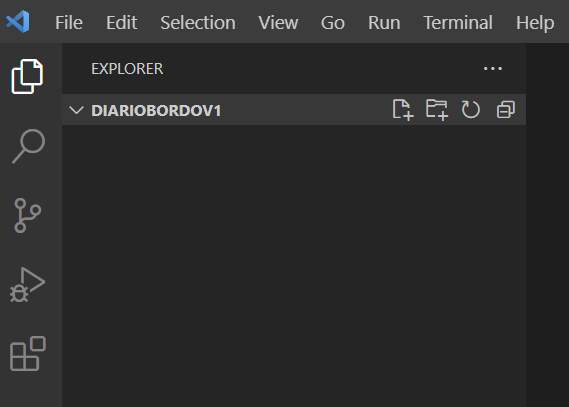 File Edit Selection View Go Run Terminal Help
EXPLORER
DIARIOBORDOV1